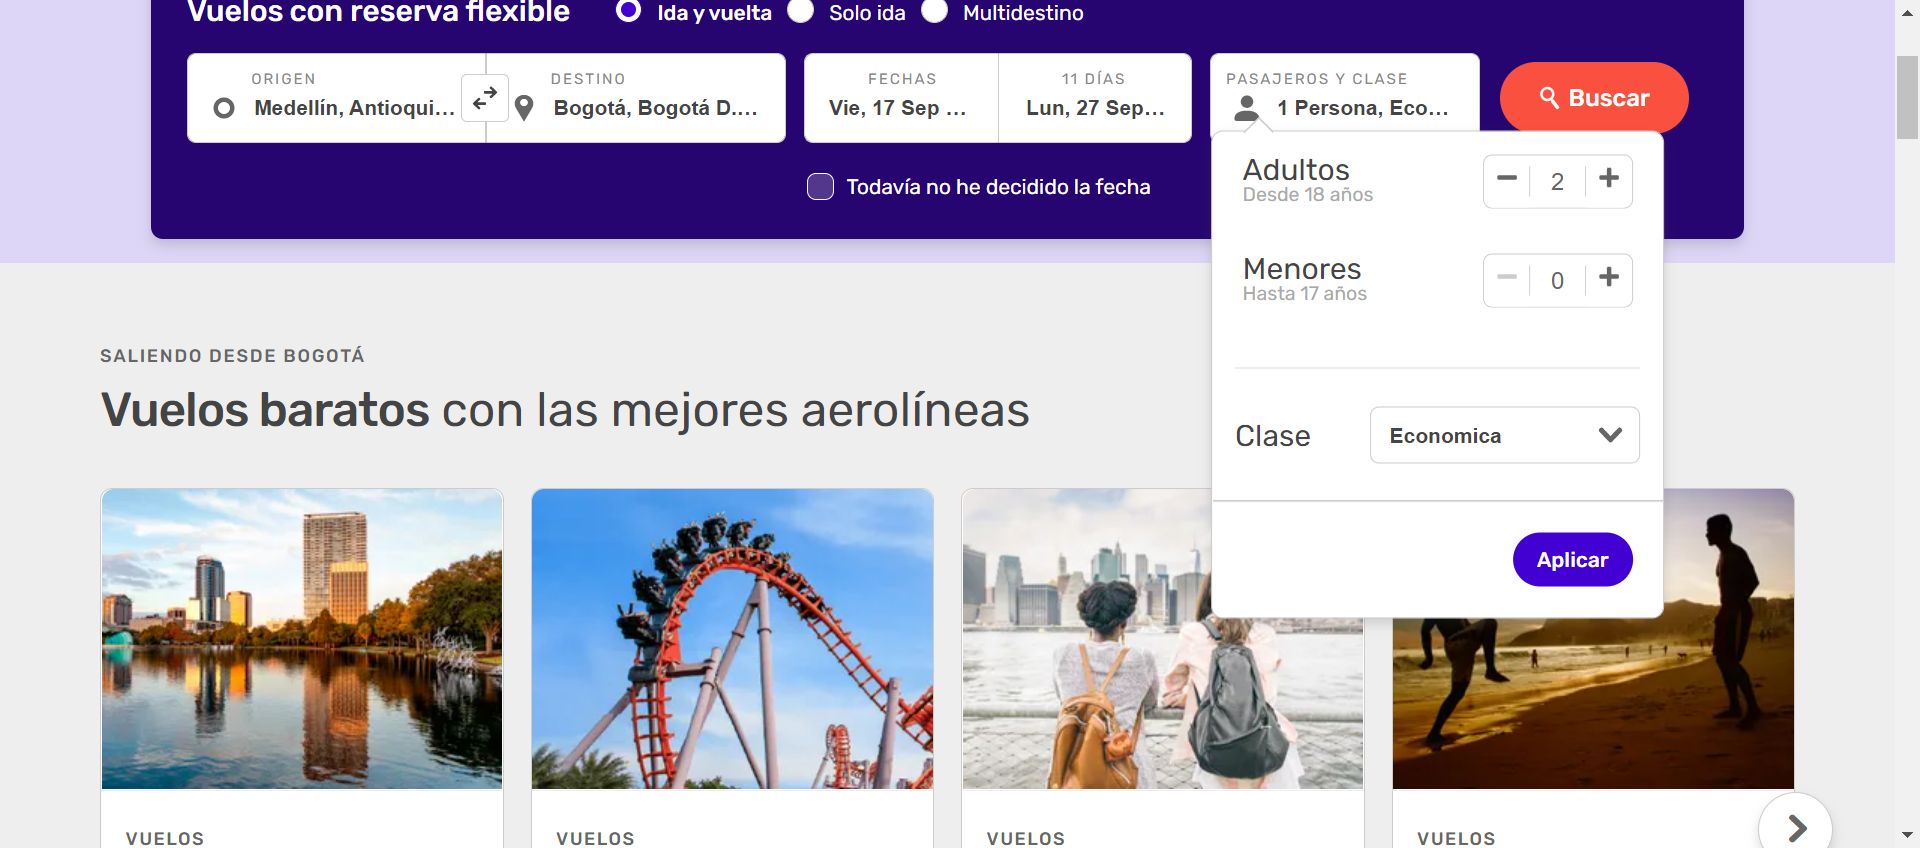 Vuelos con reserva flexible
Ida y vuelta
Solo ida
Multidestino
ORIGEN
Medellín, Antioqui...
DESTINO
Bogotá, Bogotá D....
FECHAS
Vie, 17 Sep ...
11 DÍAS
Lun, 27 Sep...
PASAJEROS Y CLASE
1 Persona, Eco...
Buscar
Todavía no he decidido la fecha
Adultos
Desde 18 años
2
Menores
Hasta 17 años
0
Clase
Economica
Aplicar
SALIENDO DESDE BOGOTÁ
Vuelos baratos con las mejores aerolíneas
VUELOS
VUELOS
VUELOS
VUELOS